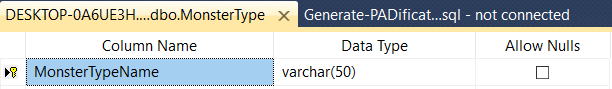 DESKTOP-0A6UE3H....dbo.MonsterType Generate-PADificat...sql - not connected
Column Name Data Type Allow Nulls
MonsterTypeName varchar(50)